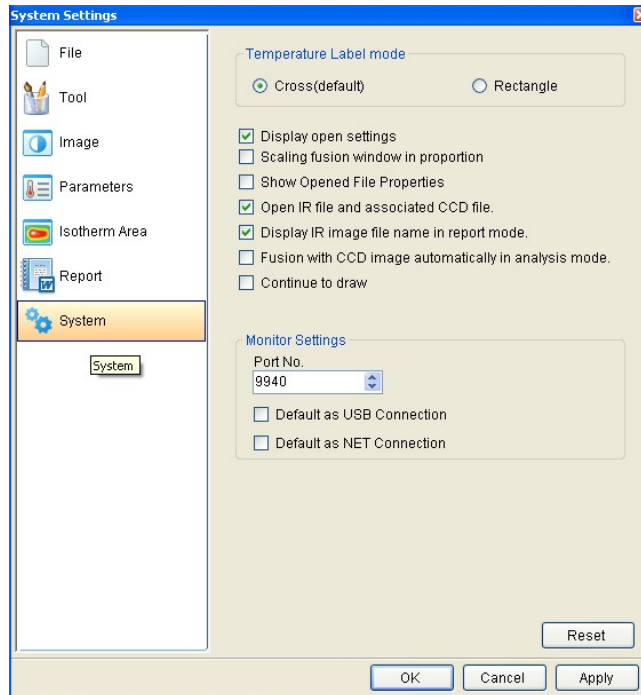 System Settings
File
Tool
Image
Parameters
Isotherm Area
Report
System
System
Temperature Label mode
Cross(default) Rectangle
Display open settings
Scaling fusion window in proportion
Show Opened File Properties
Open IR file and associated CCD file.
Display IR image file name in report mode.
Fusion with CCD image automatically in analysis mode.
Continue to draw
Monitor Settings
Port No.
9940
Default as USB Connection
Default as NET Connection
Reset
OK Cancel Apply